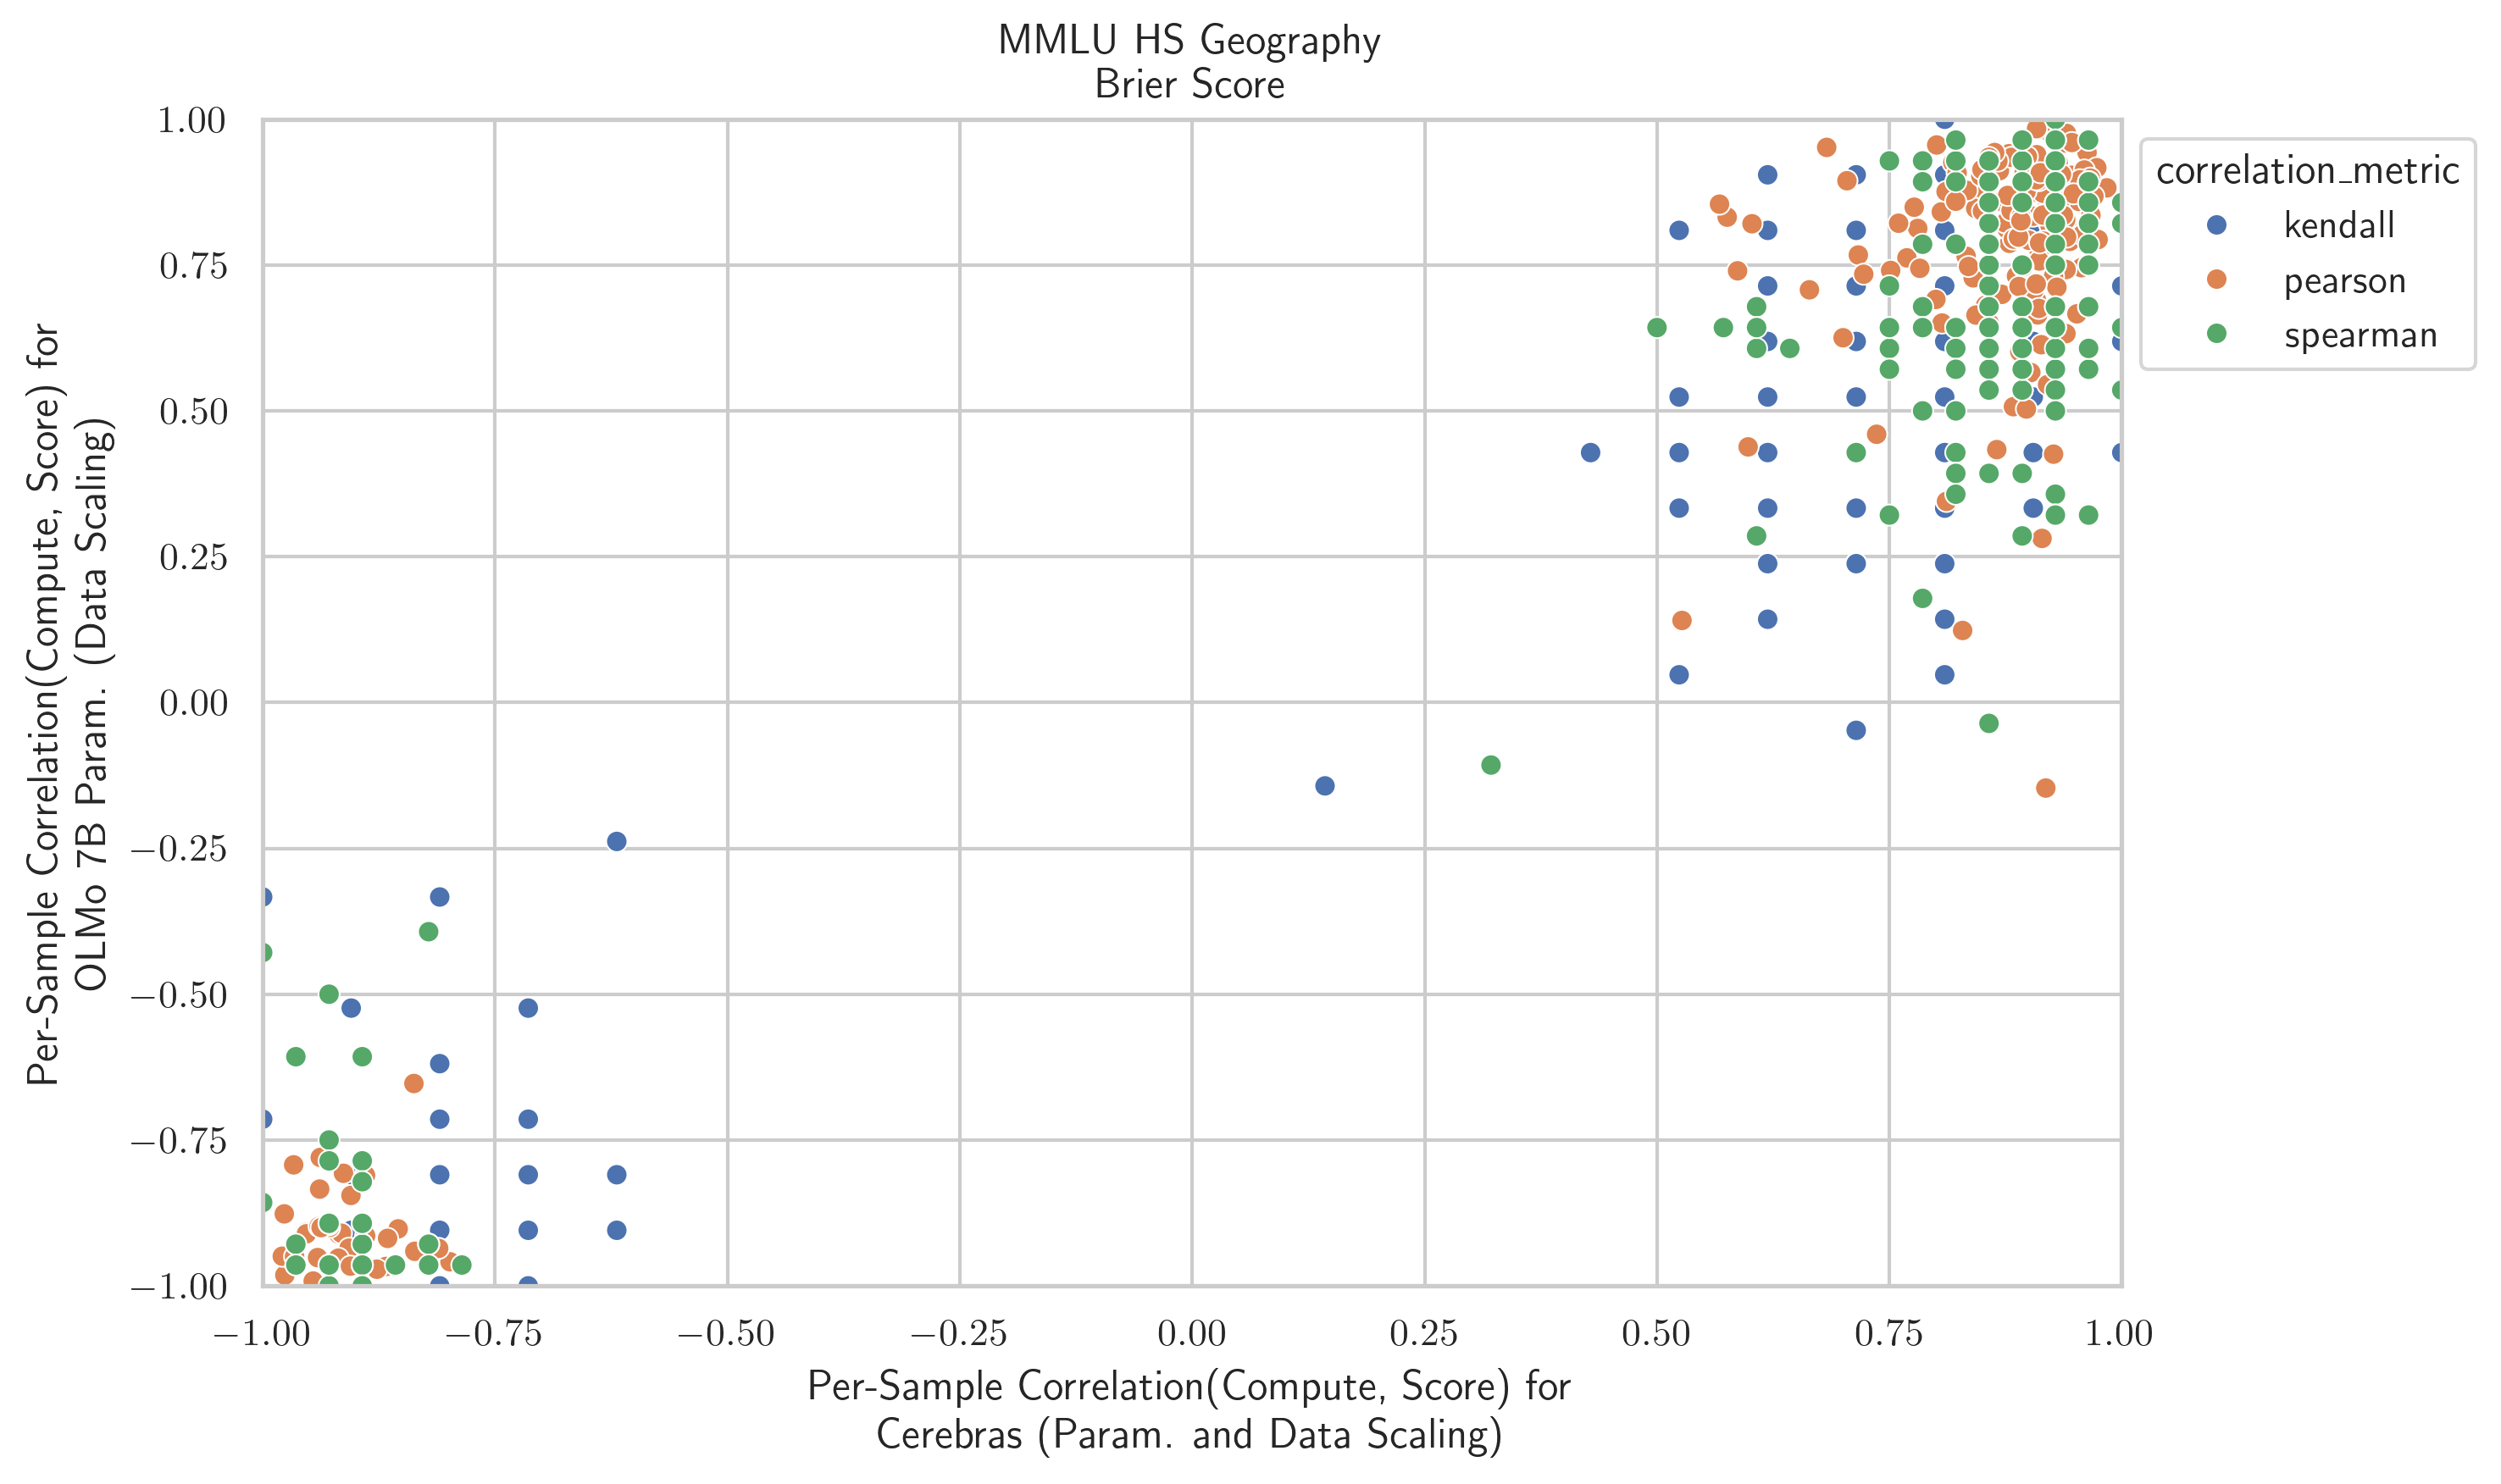 MMLU HS Geography
Brier Score
Per-Sample Correlation(Compute, Score) for
OLMo 7B Param. (Data Scaling)
1.00
0.75
0.50
0.25
0.00
−0.25
−0.50
−0.75
−1.00
correlation_metric
kendall
pearson
spearman
−1.00 −0.75 −0.50 −0.25 0.00 0.25 0.50 0.75 1.00
Per-Sample Correlation(Compute, Score) for
Cerebras (Param. and Data Scaling)